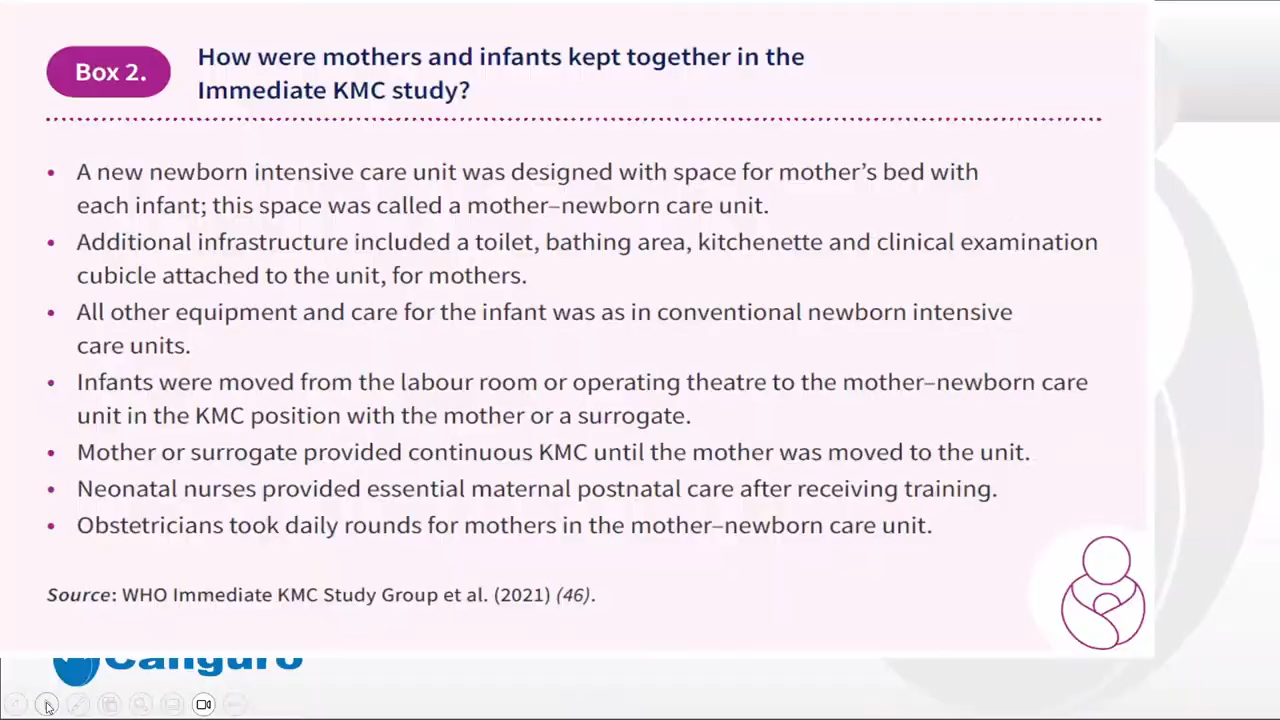 Box 2.
How were mothers and infants kept together in the
Immediate KMC study?
• A new newborn intensive care unit was designed with space for mother’s bed with
each infant; this space was called a mother–newborn care unit.
• Additional infrastructure included a toilet, bathing area, kitchenette and clinical examination
cubicle attached to the unit, for mothers.
• All other equipment and care for the infant was as in conventional newborn intensive
care units.
• Infants were moved from the labour room or operating theatre to the mother–newborn care
unit in the KMC position with the mother or a surrogate.
• Mother or surrogate provided continuous KMC until the mother was moved to the unit.
• Neonatal nurses provided essential maternal postnatal care after receiving training.
• Obstetricians took daily rounds for mothers in the mother–newborn care unit.
Source: WHO Immediate KMC Study Group et al. (2021) (46).
Canguro